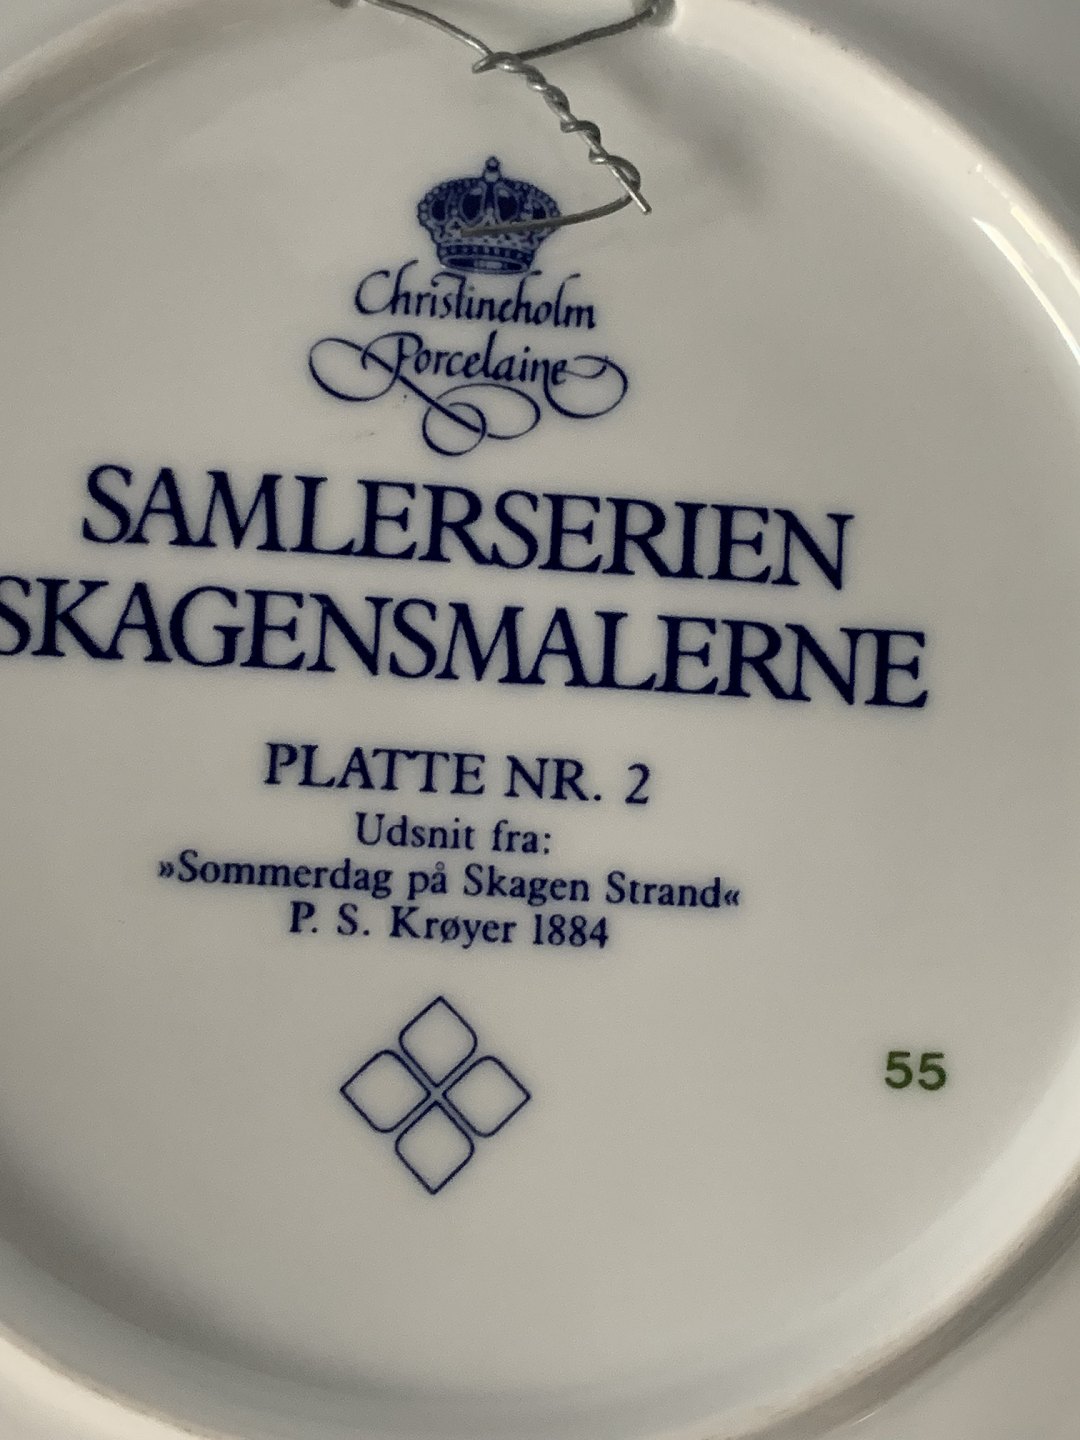 Christineholm
Porcelaine
SAMLERSERIEN
SKAGENSMALERNE
PLATTE NR. 2
Udsnit fra:
»Sommerdag på Skagen Strand«
P. S. Krøyer 1884
55